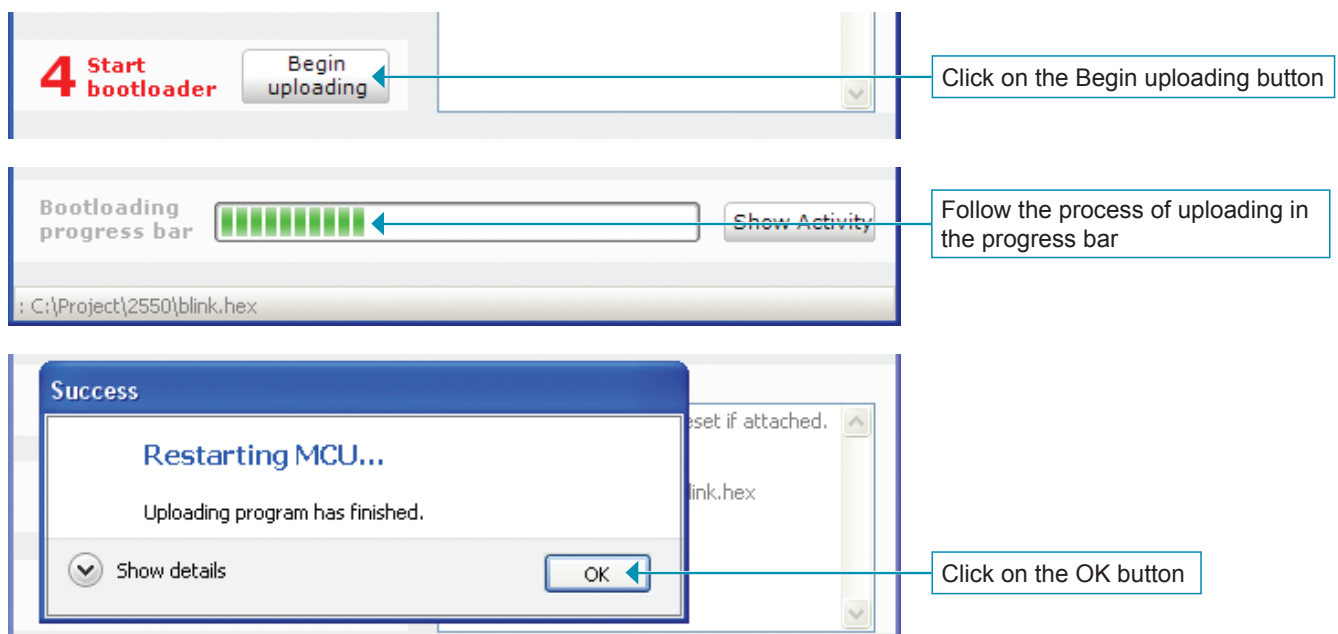 4 Start bootloader
Begin uploading
Click on the Begin uploading button
Bootloading
progress bar
Show Activity
Follow the process of uploading in
the progress bar
: C:\Project\2550\blink.hex
Success
eset if attached.
Restarting MCU...
link.hex
Uploading program has finished.
Show details
OK
Click on the OK button